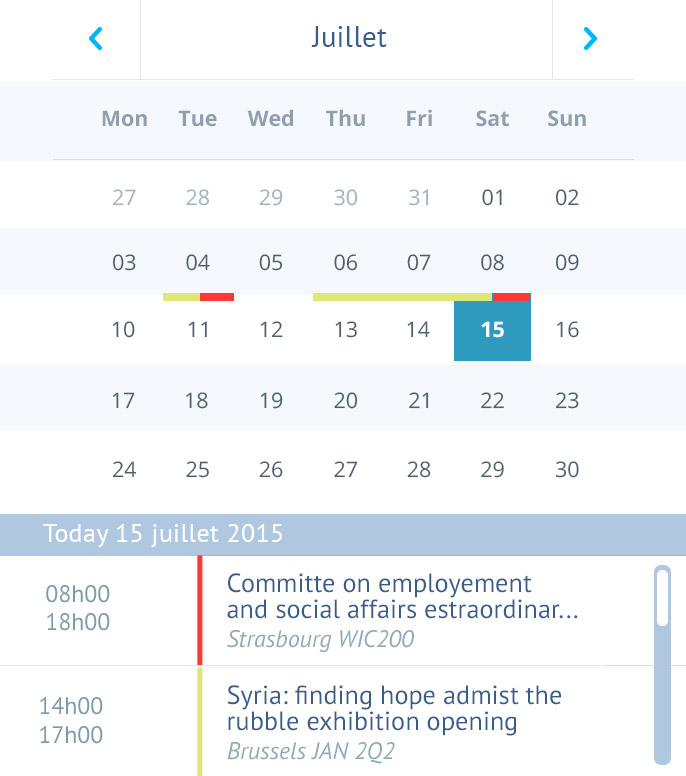 Juillet
Mon Tue Wed Thu Fri Sat Sun
27 28 29 30 31 01 02
03 04 05 06 07 08 09
10 11 12 13 14 15 16
17 18 19 20 21 22 23
24 25 26 27 28 29 30
Today 15 juillet 2015
08h00
18h00
Committe on employement
and social affairs estraordinar...
Strasbourg WIC200
14h00
17h00
Syria: finding hope admist the
rubble exhibition opening
Brussels JAN 2Q2